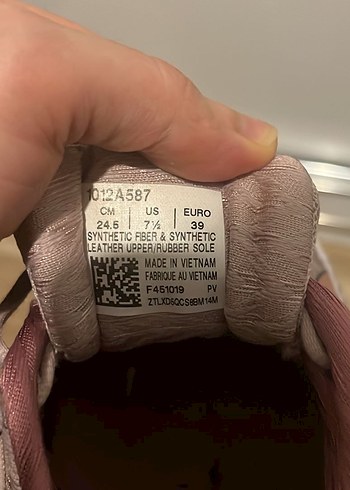 1012A587
CM US EURO
24.5 7½ 39
SYNTHETIC FIBER & SYNTHETIC
LEATHER UPPER/RUBBER SOLE
MADE IN VIETNAM
FABRIQUE AU VIETNAM
F451019 PV
ZTLXD6QCS8BM14M